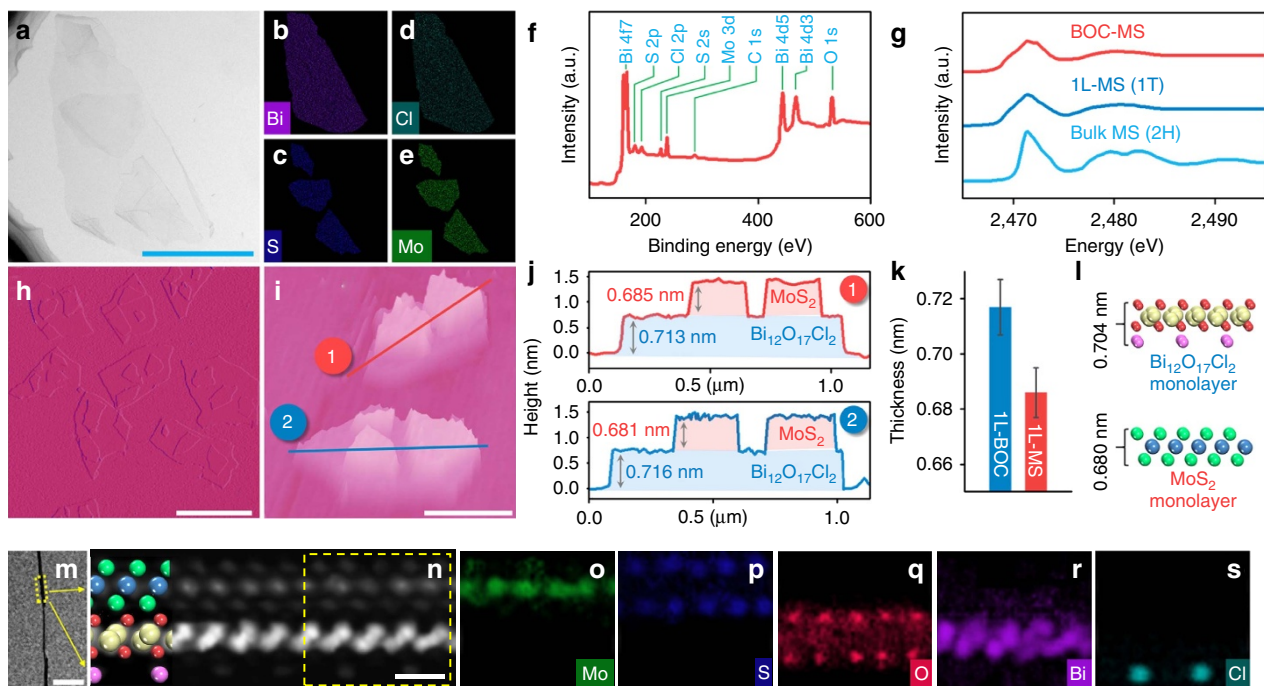 a
b
d
Bi
Cl
c
e
S
Mo
f
Intensity (a.u.)
Bi 4f7
S 2p
Cl 2p
S 2s
Mo 3d
C 1s
Bi 4d5
Bi 4d3
O 1s
200
400
600
Binding energy (eV)
g
Intensity (a.u.)
BOC-MS
1L-MS (1T)
Bulk MS (2H)
2,470
2,480
2,490
Energy (eV)
h
i
1
2
j
Height (nm)
1.5
1.0
0.5
0.0
0.685 nm
MoS₂
1
0.713 nm
Bi₁₂O₁₇Cl₂
0.0
0.5 (μm)
1.0
1.5
1.0
0.5
0.0
0.681 nm
MoS₂
2
0.716 nm
Bi₁₂O₁₇Cl₂
0.0
0.5 (μm)
1.0
k
Thickness (nm)
0.72
0.70
0.68
0.66
1L-BOC
1L-MS
l
0.704 nm
Bi₁₂O₁₇Cl₂
monolayer
0.680 nm
MoS₂
monolayer
m
n
o
Mo
p
S
q
O
r
Bi
s
Cl